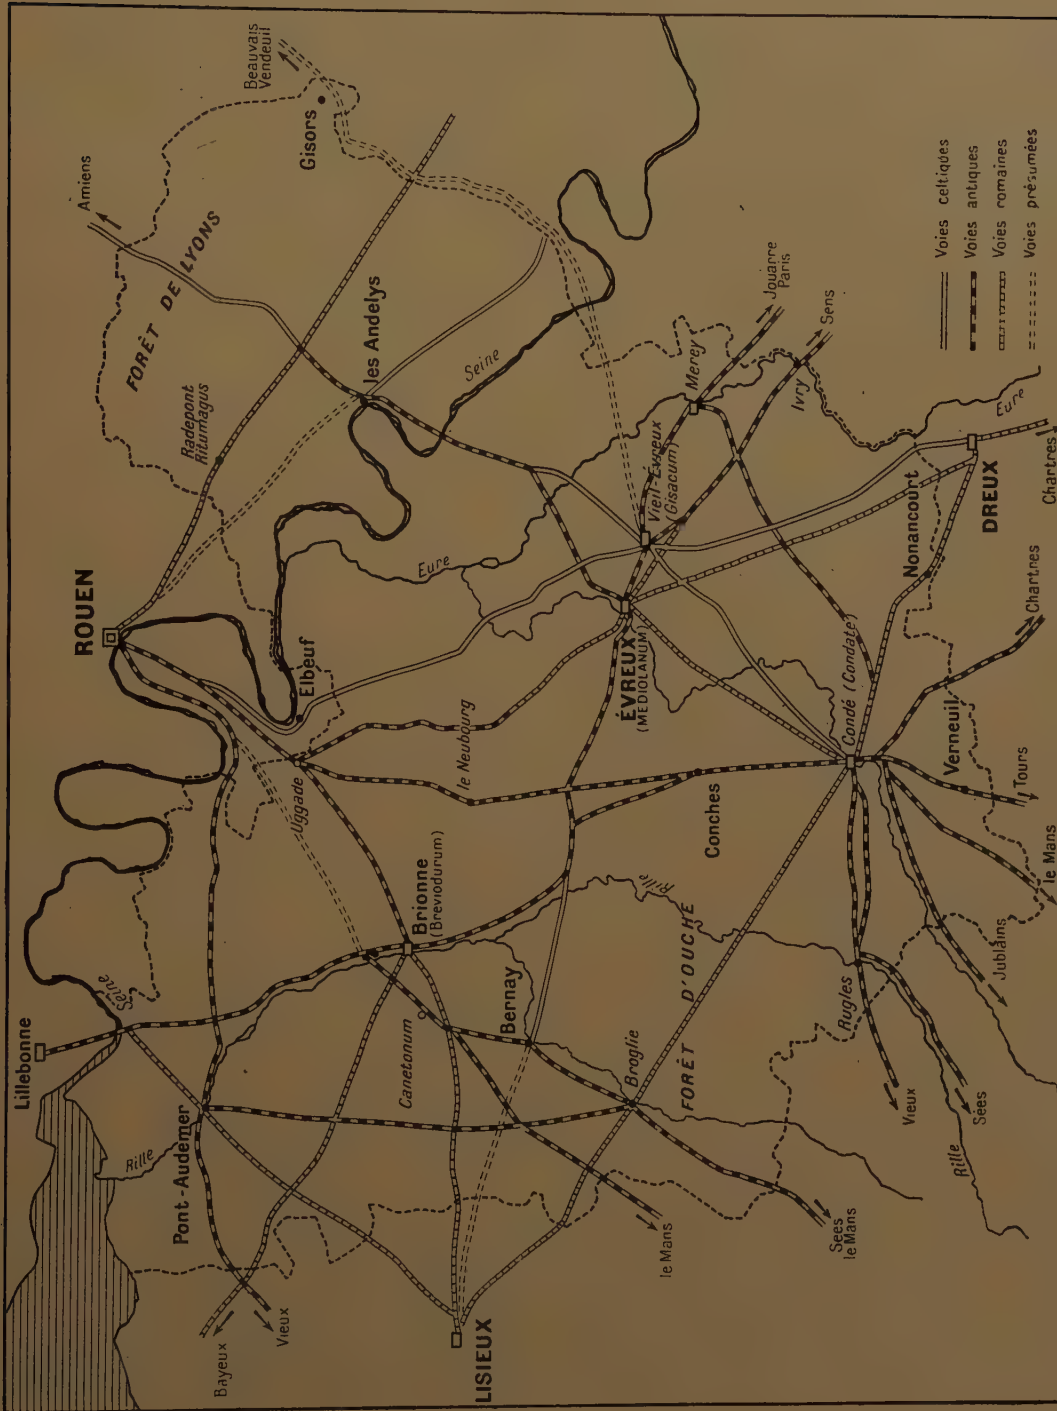 Beauvais
Vendeuil
Gisors
Amiens
FORÊT DE LYONS
les Andelys
Radepont
Ritumagus
ROUEN
Seine
Jouarre
Paris
Sens
Merey
Ivry
Eure
Vieil-Évreux
(Gisacum)
Eure
Elbeuf
ÉVREUX
(MEDIOLANUM)
Nonancourt
DREUX
Chartres
Chartres
le Neubourg
Uggade
Condé (Condate)
Verneuil
Tours
le Mans
Jublains
Conches
Brionne
(Breviodurum)
Rille
FORÊT D'OUCHE
Rugles
Vieux
Sées
Rille
Lillebonne
Seine
Canetonum
Bernay
Broglie
Pont-Audemer
Rille
le Mans
Sées
le Mans
Vieux
Bayeux
LISIEUX
Voies celtiques
Voies antiques
Voies romaines
Voies présumées